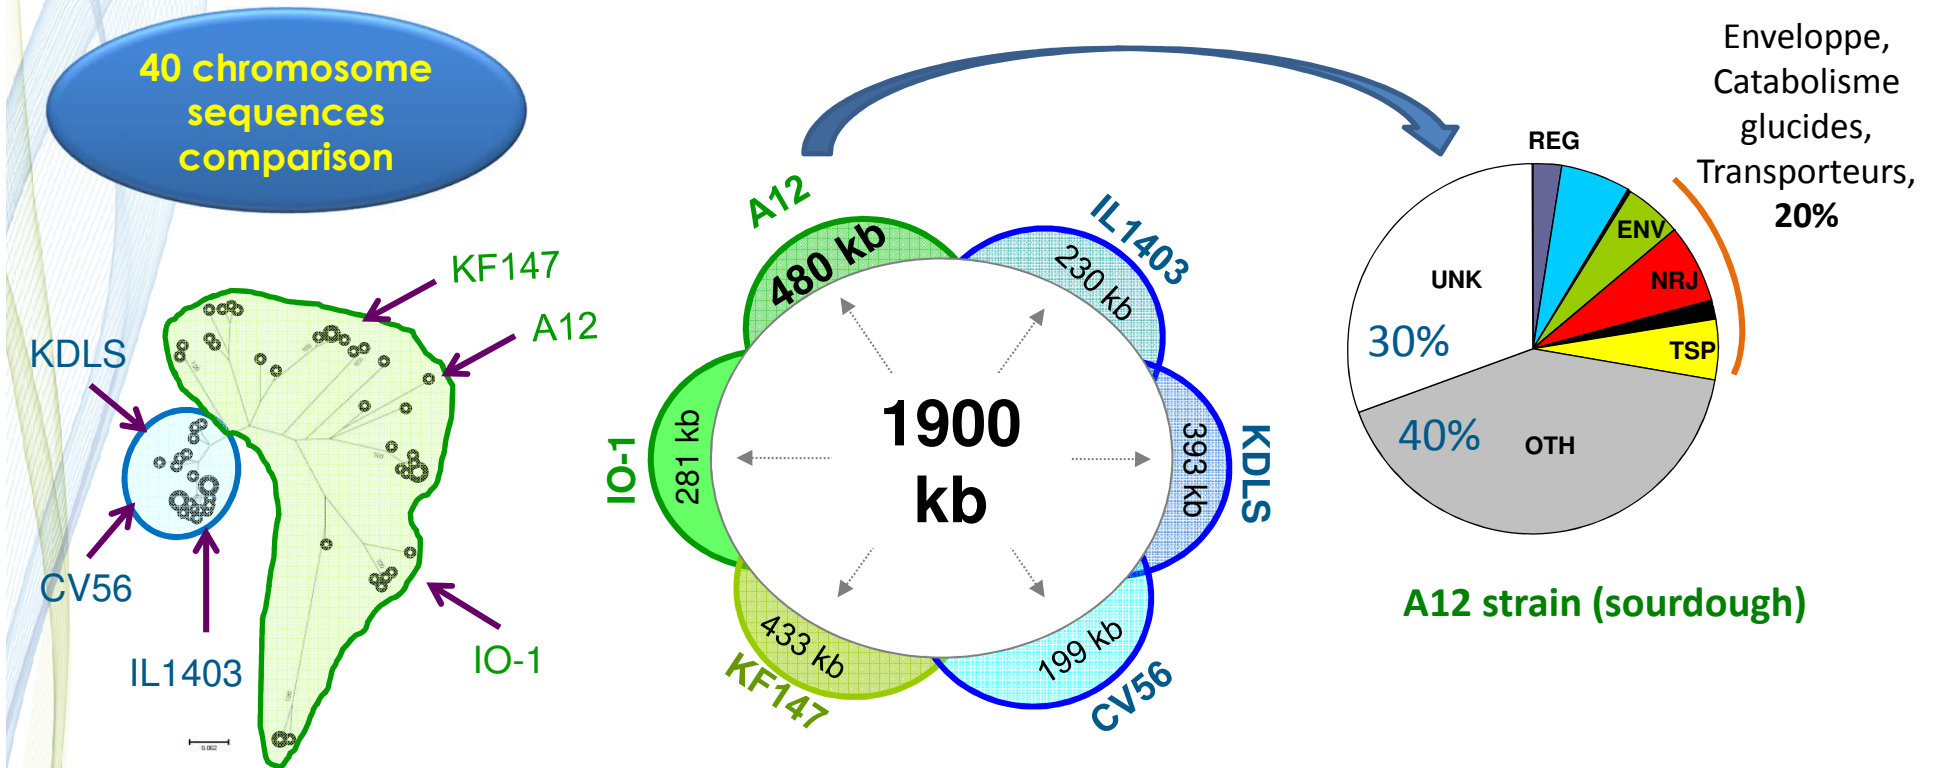 40 chromosome
sequences
comparison
KF147
A12
KDLS
CV56
IL1403
IO-1
0.002
A12
480 kb
IL1403
230 kb
KDLS
393 kb
CV56
199 kb
KF147
433 kb
IO-1
281 kb
1900
kb
Enveloppe,
Catabolisme
glucides,
Transporteurs,
20%
REG
ENV
NRJ
TSP
UNK
30%
40%
OTH
A12 strain (sourdough)